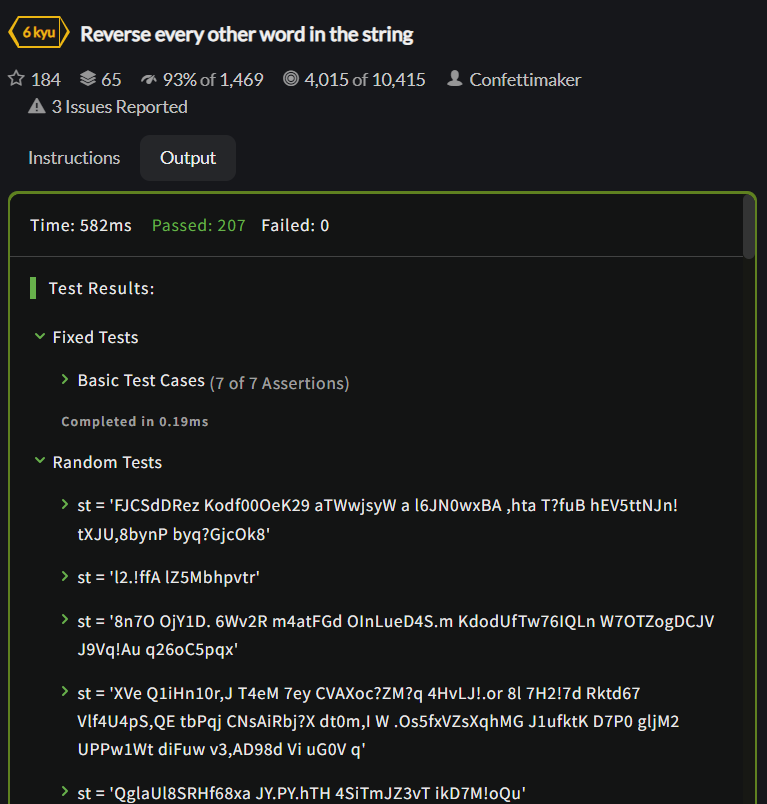 6 kyu Reverse every other word in the string
184 65 93% of 1,469 4,015 of 10,415 Confettimaker
3 Issues Reported
Instructions Output
Time: 582ms Passed: 207 Failed: 0
Test Results:
Fixed Tests
Basic Test Cases (7 of 7 Assertions)
Completed in 0.19ms
Random Tests
st = 'FJCSdDRez Kodf00OeK29 aTWwjsyW a l6JN0wxBA ,hta T?fuB hEV5ttNJn!
tXJU,8bynP byq?GjcOk8'
st = 'l2.!ffA lZ5Mbhpvtr'
st = '8n7O OjY1D. 6Wv2R m4atFGd OInLueD4S.m KdodUfTw76IQLn W7OTZogDCJV
J9Vq!Au q26oC5pqx'
st = 'XVe Q1iHn10r,J T4eM 7ey CVAXoc?ZM?q 4HvLJ!.or 8l 7H2!7d Rktd67
Vlf4U4pS,QE tbPqj CNsAiRbj?X dt0m,I W .Os5fxVZsXqhMG J1ufktK D7P0 gljM2
UPPw1Wt diFuw v3,AD98d Vi uG0V q'
st = 'QglaUl8SRHf68xa JY.PY.hTH 4SiTmJZ3vT ikD7M!oQu'